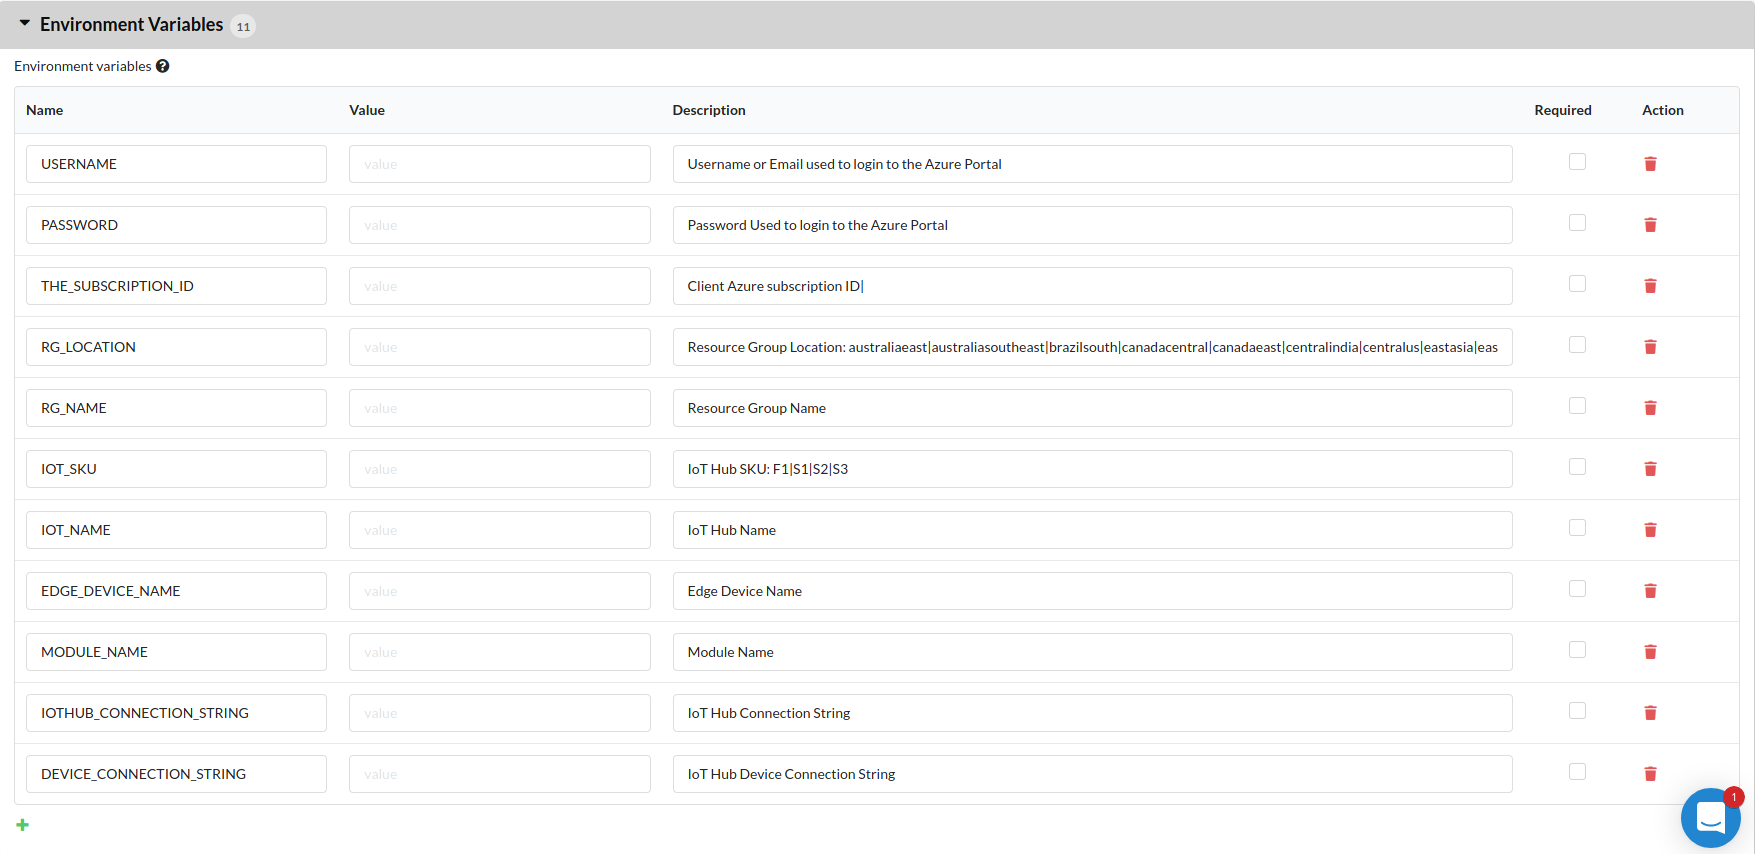 Environment Variables 11
Environment variables
Name Value Description Required Action
USERNAME value Username or Email used to login to the Azure Portal
PASSWORD value Password Used to login to the Azure Portal
THE_SUBSCRIPTION_ID value Client Azure subscription ID|
RG_LOCATION value Resource Group Location: australiaeast|australiasoutheast|brazilsouth|canadacentral|canadaeast|centralindia|centralus|eastasia|eas
RG_NAME value Resource Group Name
IOT_SKU value IoT Hub SKU: F1|S1|S2|S3
IOT_NAME value IoT Hub Name
EDGE_DEVICE_NAME value Edge Device Name
MODULE_NAME value Module Name
IOTHUB_CONNECTION_STRING value IoT Hub Connection String
DEVICE_CONNECTION_STRING value IoT Hub Device Connection String
1